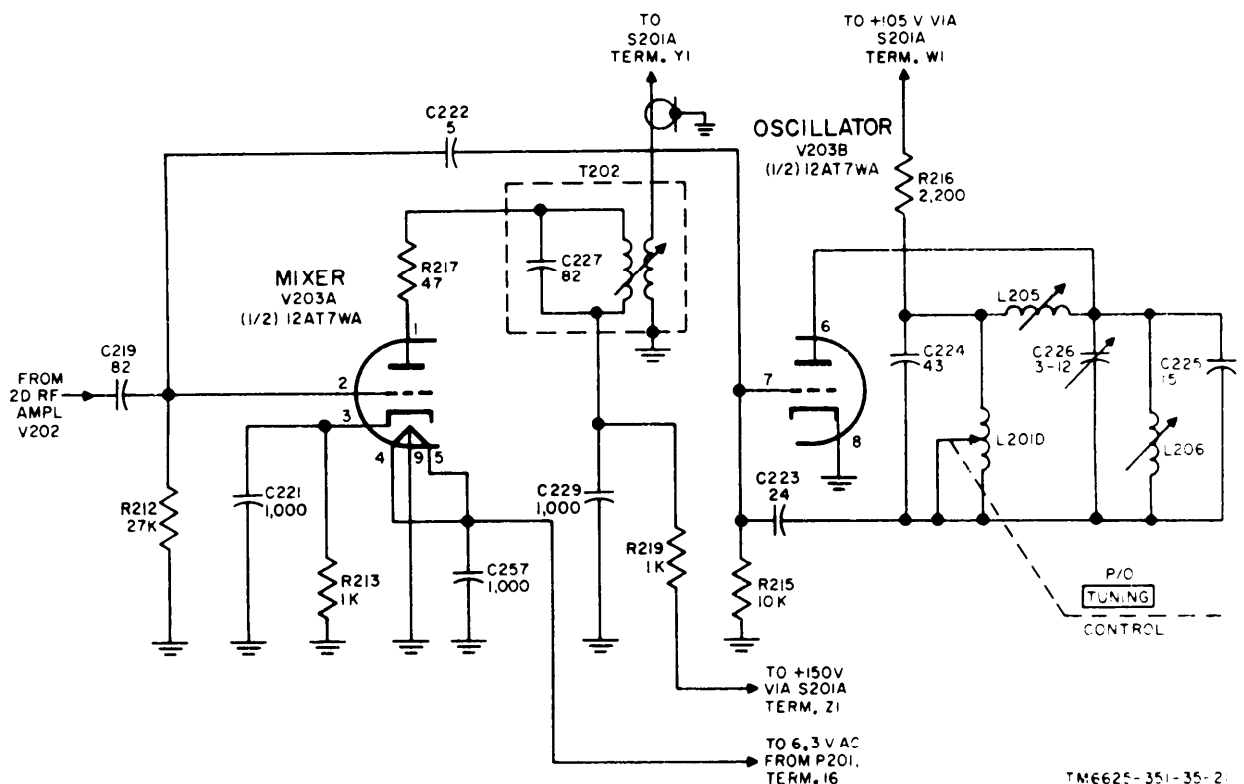 TO
S201A
TERM. Y1
TO +105 V VIA
S201A
TERM. W1
C222
5
OSCILLATOR
V203B
(1/2) 12AT7WA
T202
R216
2,200
R217
47
C227
82
MIXER
V203A
(1/2) 12AT7WA
L205
1
6
C219
82
C224
43
C226
3-12
C225
15
FROM
2D RF
AMPL
V202
2
7
3
8
L201D
L206
4
9
5
C223
24
R212
27K
C221
1,000
C229
1,000
R219
1K
R213
1K
C257
1,000
R215
10K
P/O
TUNING
CONTROL
TO +150V
VIA S201A
TERM. Z1
TO 6.3 V AC
FROM P201,
TERM. 16